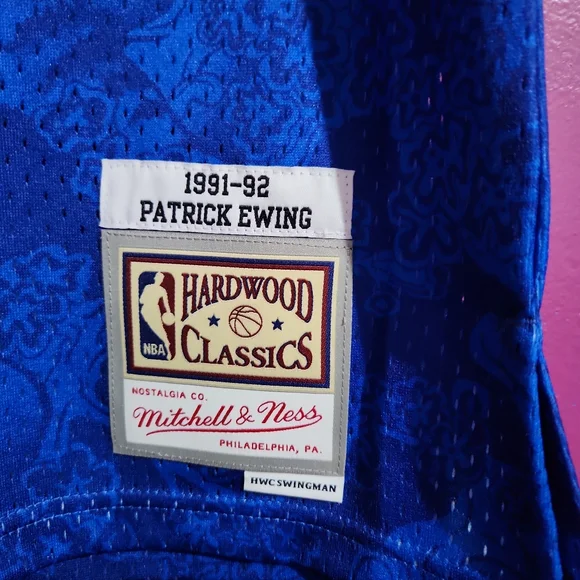 1991-92
PATRICK EWING
HARDWOOD
CLASSICS
NBA
NOSTALGIA CO.
Mitchell & Ness
PHILADELPHIA, PA.
HWC SWINGMAN